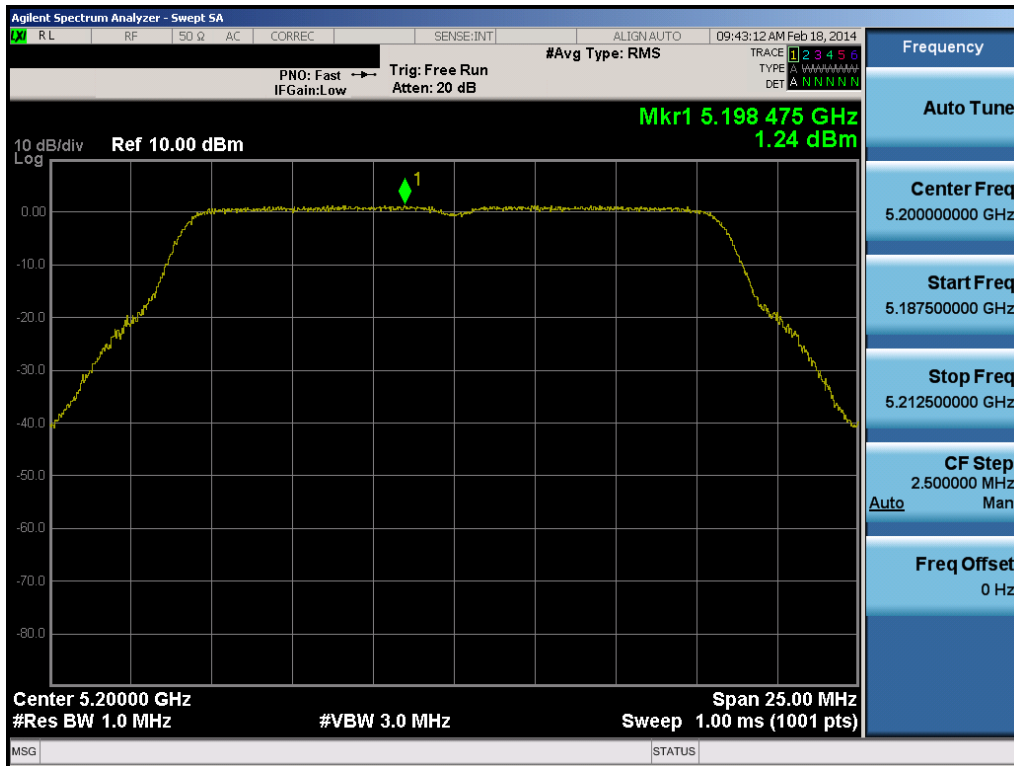 Agilent Spectrum Analyzer - Swept SA
LXI RL RF 50 Ω AC CORREC SENSE:INT ALIGN AUTO 09:43:12 AM Feb 18, 2014
PNO: Fast
IFGain:Low
Trig: Free Run
Atten: 20 dB
#Avg Type: RMS
TRACE 1 2 3 4 5 6
TYPE A WWWWW
DET A N N N N N
Mkr1 5.198 475 GHz
1.24 dBm
10 dB/div Ref 10.00 dBm
Log
1
0.00
-10.0
-20.0
-30.0
-40.0
-50.0
-60.0
-70.0
-80.0
Center 5.20000 GHz Span 25.00 MHz
#Res BW 1.0 MHz #VBW 3.0 MHz Sweep 1.00 ms (1001 pts)
MSG STATUS
Frequency
Auto Tune
Center Freq
5.200000000 GHz
Start Freq
5.187500000 GHz
Stop Freq
5.212500000 GHz
CF Step
2.500000 MHz
Auto Man
Freq Offset
0 Hz